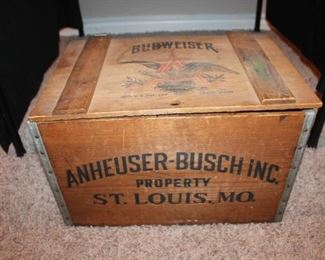 BUDWEISER
ANHEUSER-BUSCH INC.
PROPERTY
ST. LOUIS, MO.